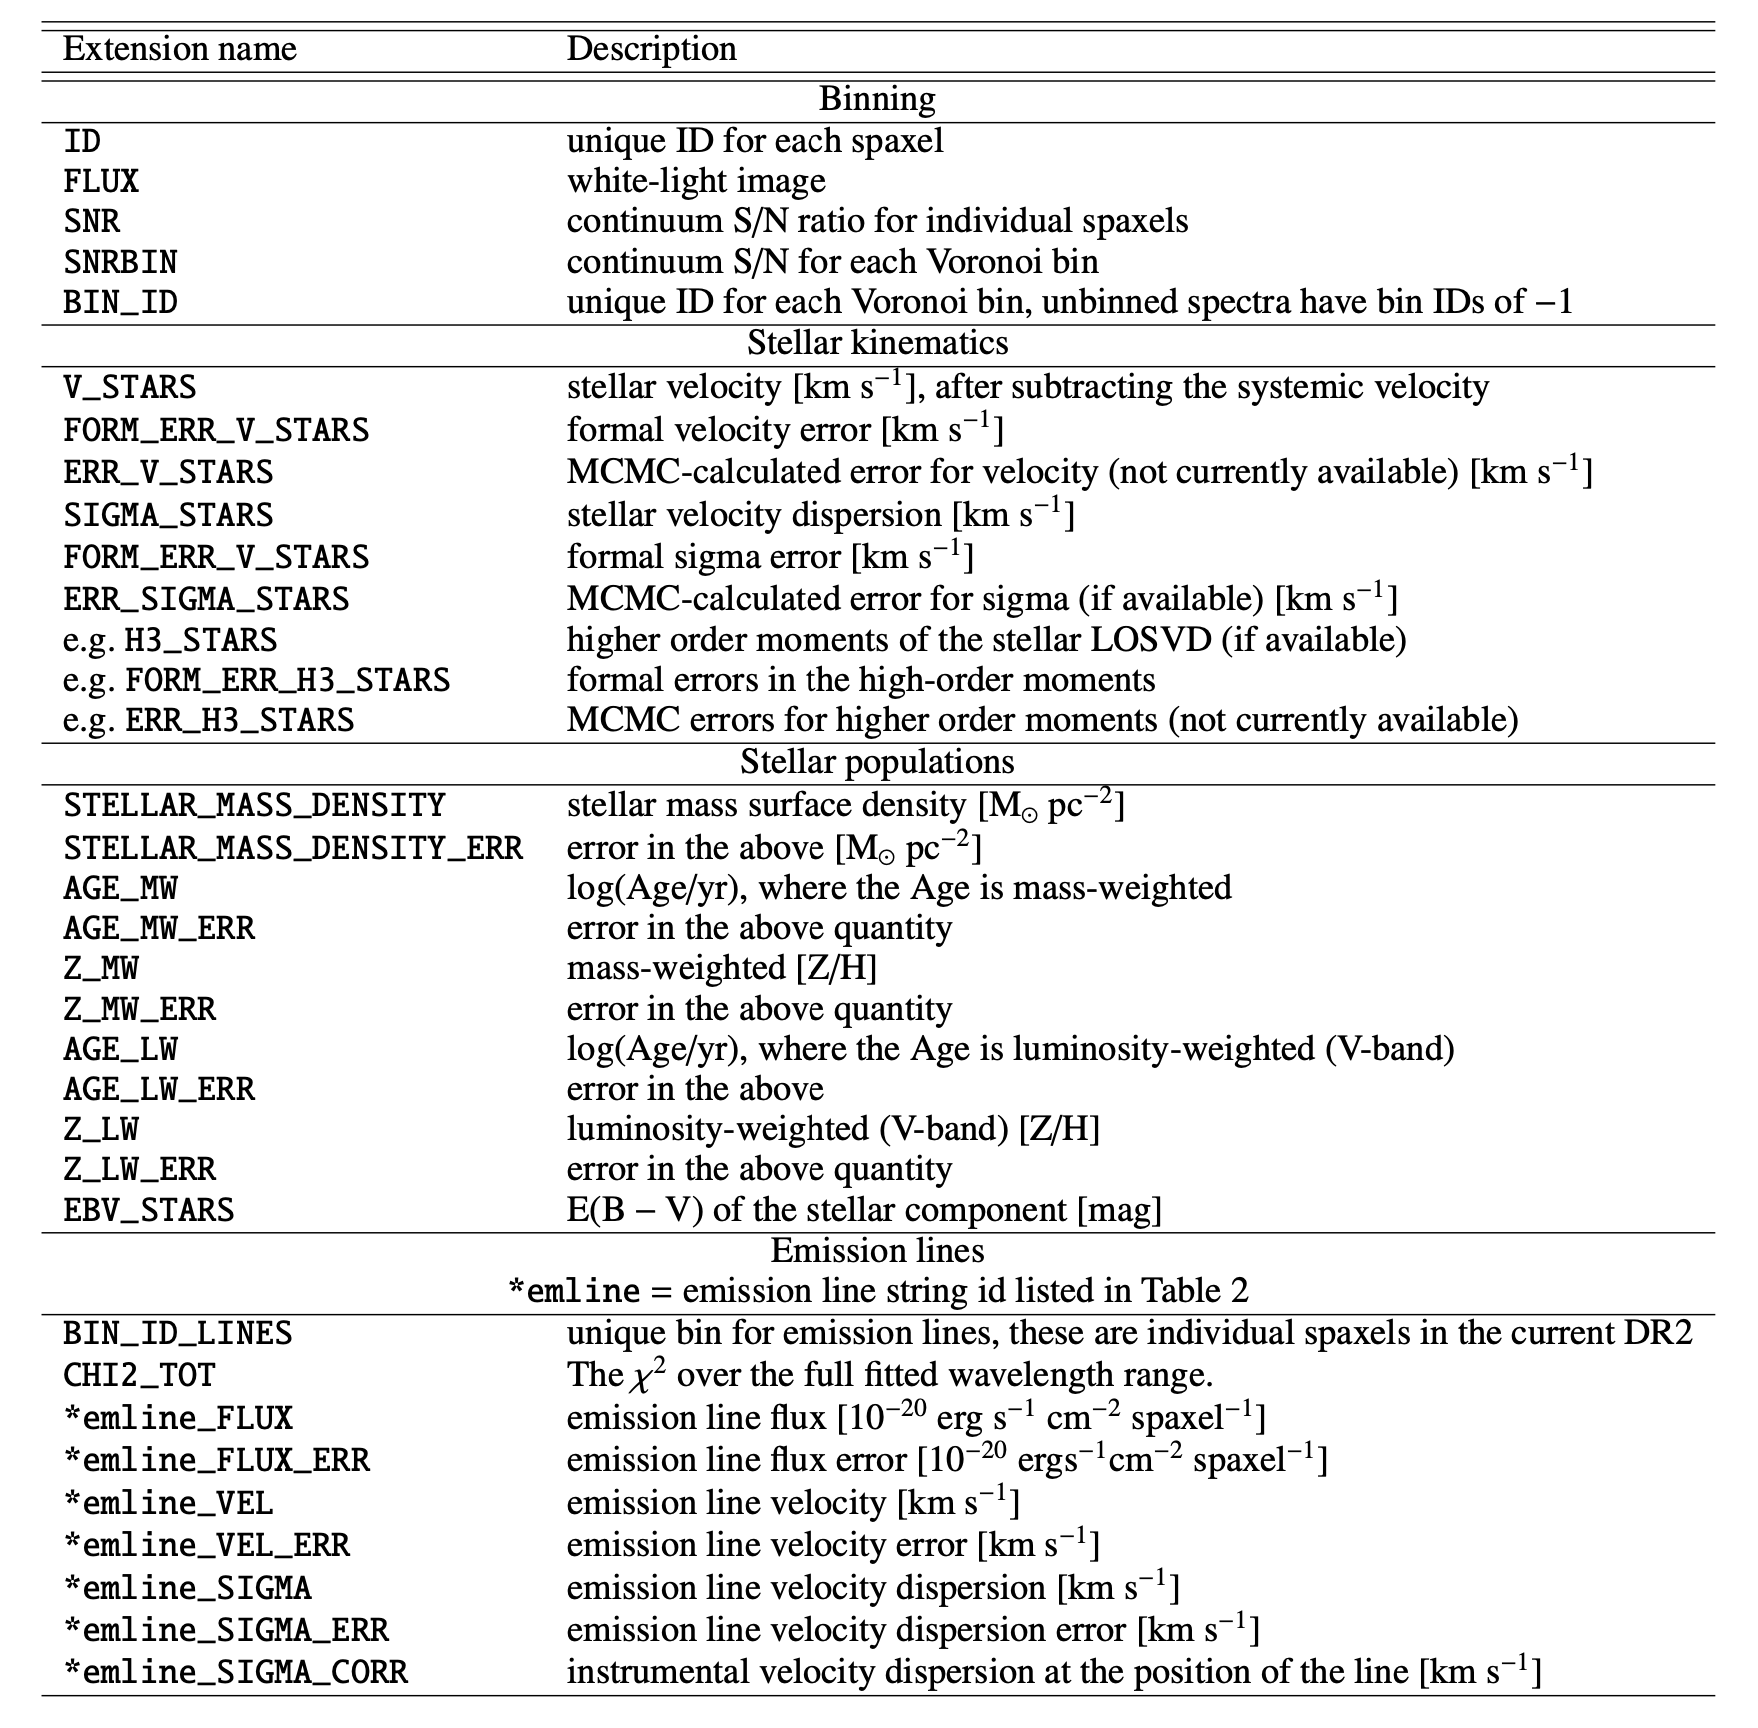 Extension name Description
Binning
ID unique ID for each spaxel
FLUX white-light image
SNR continuum S/N ratio for individual spaxels
SNRBIN continuum S/N for each Voronoi bin
BIN_ID unique ID for each Voronoi bin, unbinned spectra have bin IDs of −1
Stellar kinematics
V_STARS stellar velocity [km s⁻¹], after subtracting the systemic velocity
FORM_ERR_V_STARS formal velocity error [km s⁻¹]
ERR_V_STARS MCMC-calculated error for velocity (not currently available) [km s⁻¹]
SIGMA_STARS stellar velocity dispersion [km s⁻¹]
FORM_ERR_V_STARS formal sigma error [km s⁻¹]
ERR_SIGMA_STARS MCMC-calculated error for sigma (if available) [km s⁻¹]
e.g. H3_STARS higher order moments of the stellar LOSVD (if available)
e.g. FORM_ERR_H3_STARS formal errors in the high-order moments
e.g. ERR_H3_STARS MCMC errors for higher order moments (not currently available)
Stellar populations
STELLAR_MASS_DENSITY stellar mass surface density [M☉ pc⁻²]
STELLAR_MASS_DENSITY_ERR error in the above [M☉ pc⁻²]
AGE_MW log(Age/yr), where the Age is mass-weighted
AGE_MW_ERR error in the above quantity
Z_MW mass-weighted [Z/H]
Z_MW_ERR error in the above quantity
AGE_LW log(Age/yr), where the Age is luminosity-weighted (V-band)
AGE_LW_ERR error in the above
Z_LW luminosity-weighted (V-band) [Z/H]
Z_LW_ERR error in the above quantity
EBV_STARS E(B − V) of the stellar component [mag]
Emission lines
*emline = emission line string id listed in Table 2
BIN_ID_LINES unique bin for emission lines, these are individual spaxels in the current DR2
CHI2_TOT The χ² over the full fitted wavelength range.
*emline_FLUX emission line flux [10⁻²⁰ erg s⁻¹ cm⁻² spaxel⁻¹]
*emline_FLUX_ERR emission line flux error [10⁻²⁰ ergs⁻¹cm⁻² spaxel⁻¹]
*emline_VEL emission line velocity [km s⁻¹]
*emline_VEL_ERR emission line velocity error [km s⁻¹]
*emline_SIGMA emission line velocity dispersion [km s⁻¹]
*emline_SIGMA_ERR emission line velocity dispersion error [km s⁻¹]
*emline_SIGMA_CORR instrumental velocity dispersion at the position of the line [km s⁻¹]